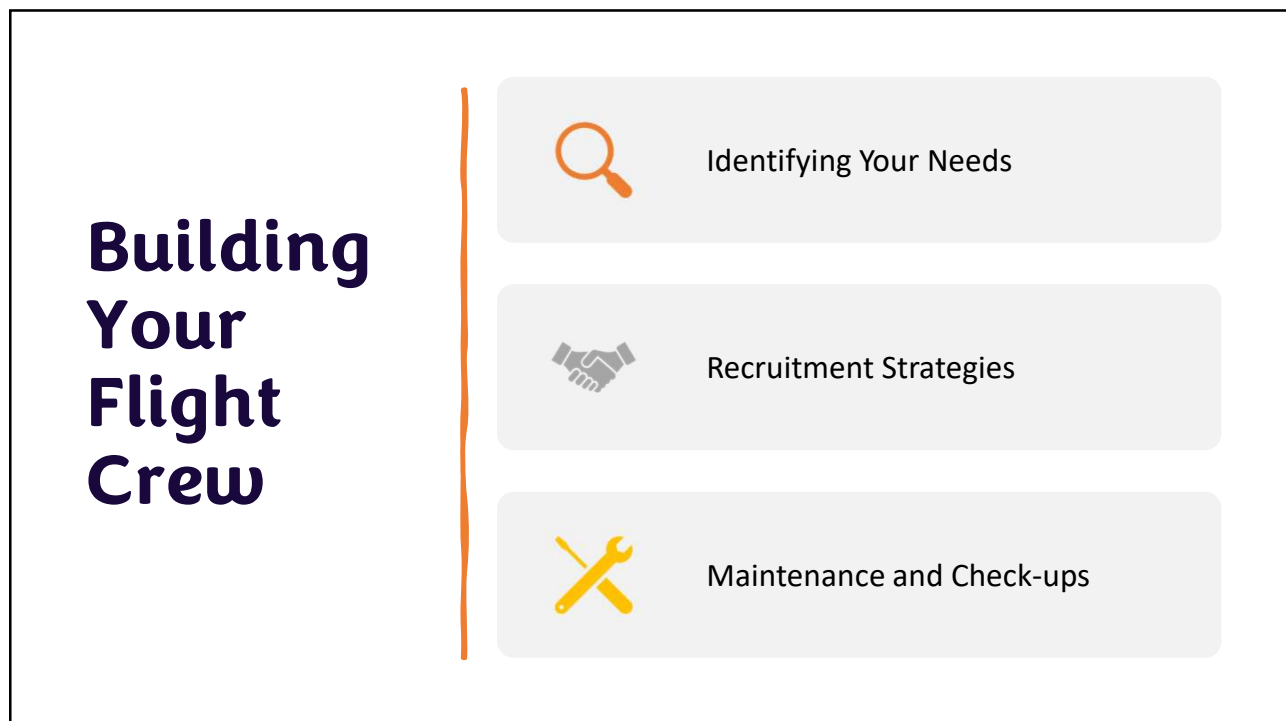 Building
Your
Flight
Crew
Identifying Your Needs
Recruitment Strategies
Maintenance and Check-ups